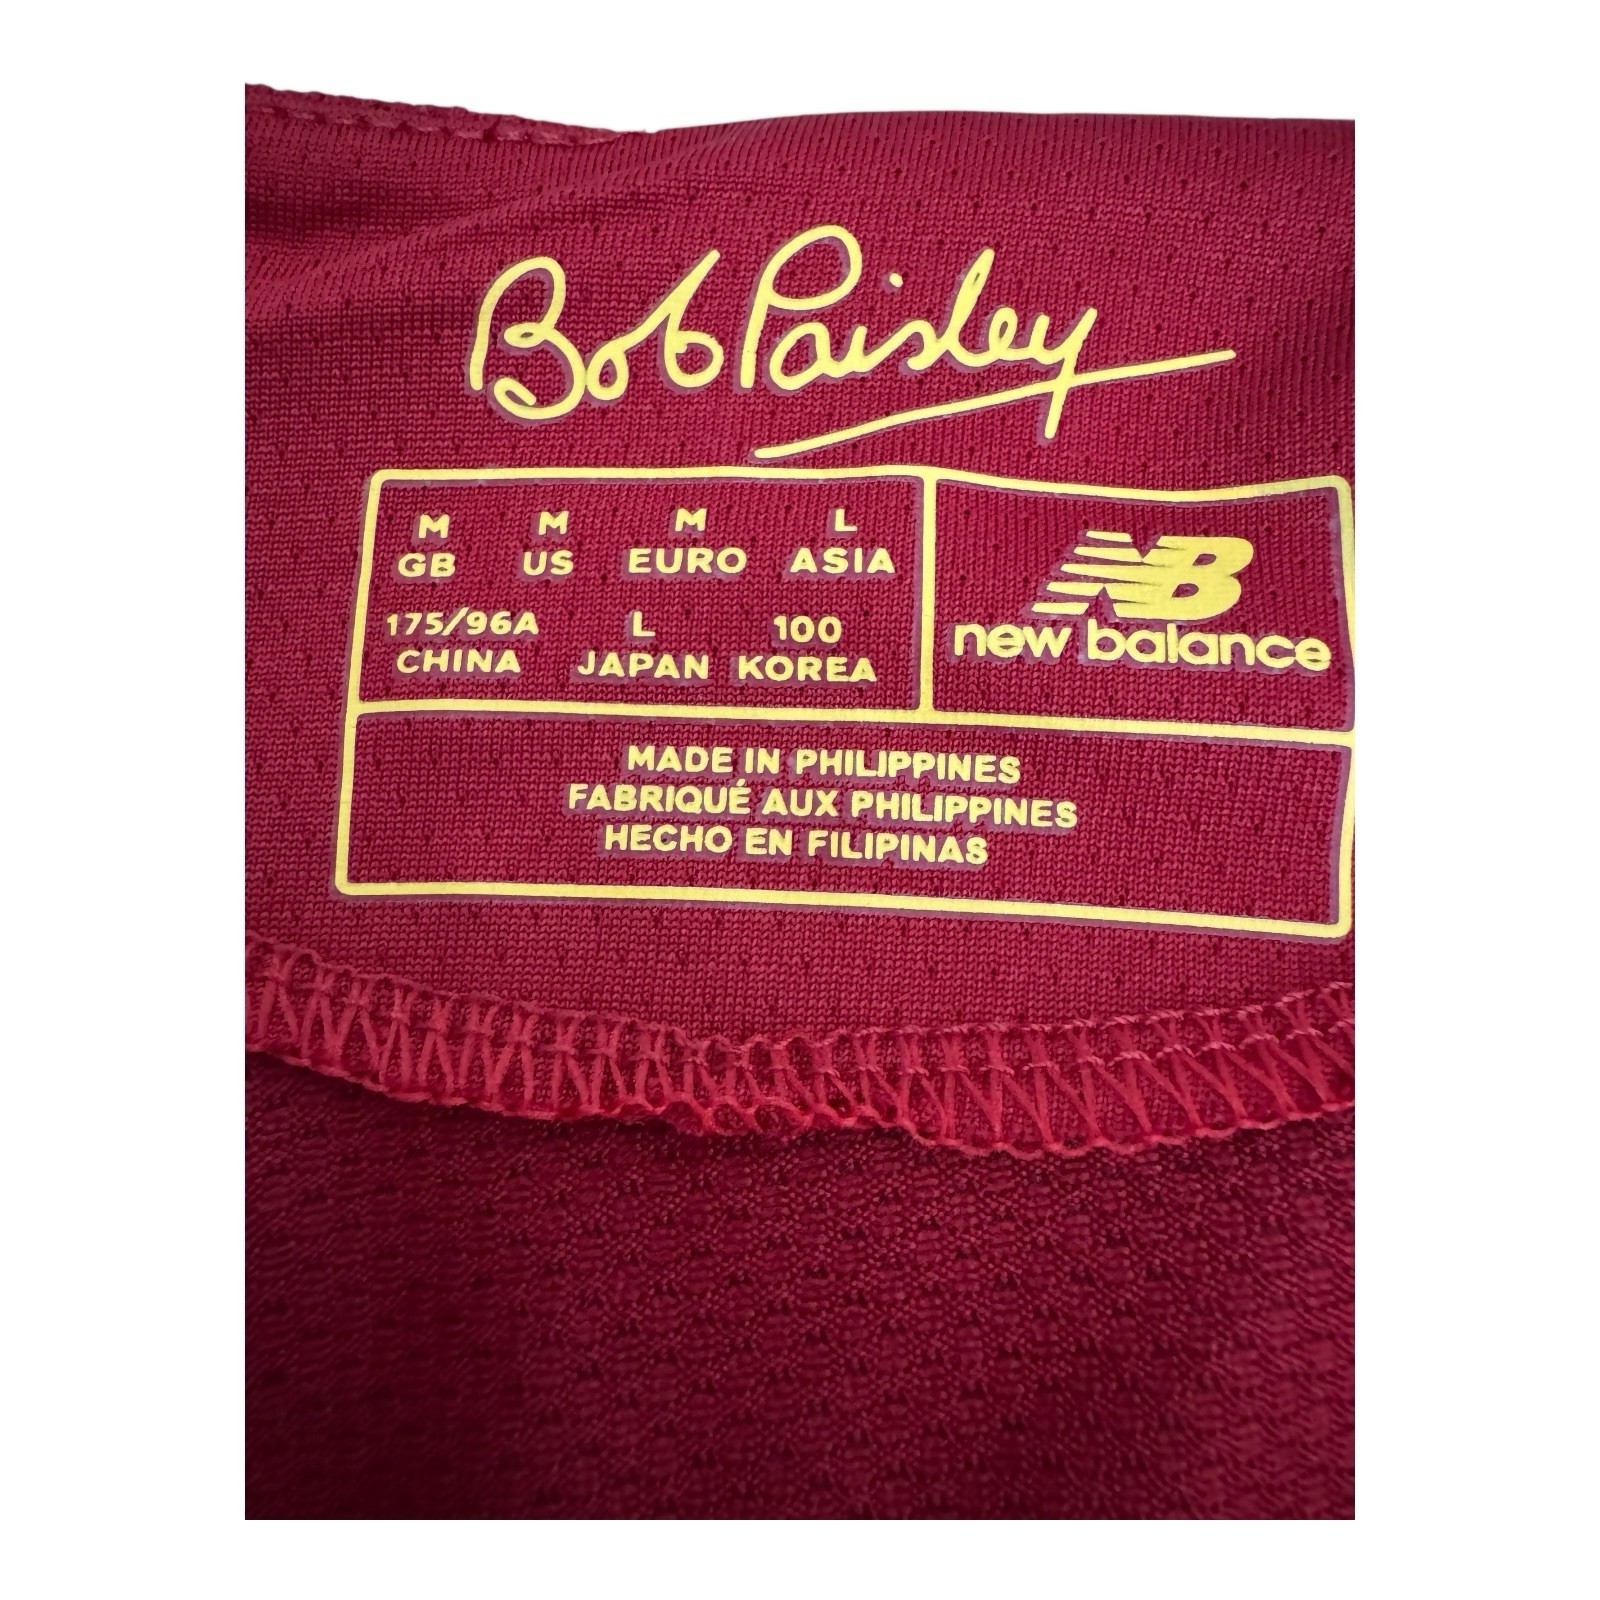 Bob Paisley
M M M L
GB US EURO ASIA
175/96A L 100
CHINA JAPAN KOREA
NB
new balance
MADE IN PHILIPPINES
FABRIQUÉ AUX PHILIPPINES
HECHO EN FILIPINAS